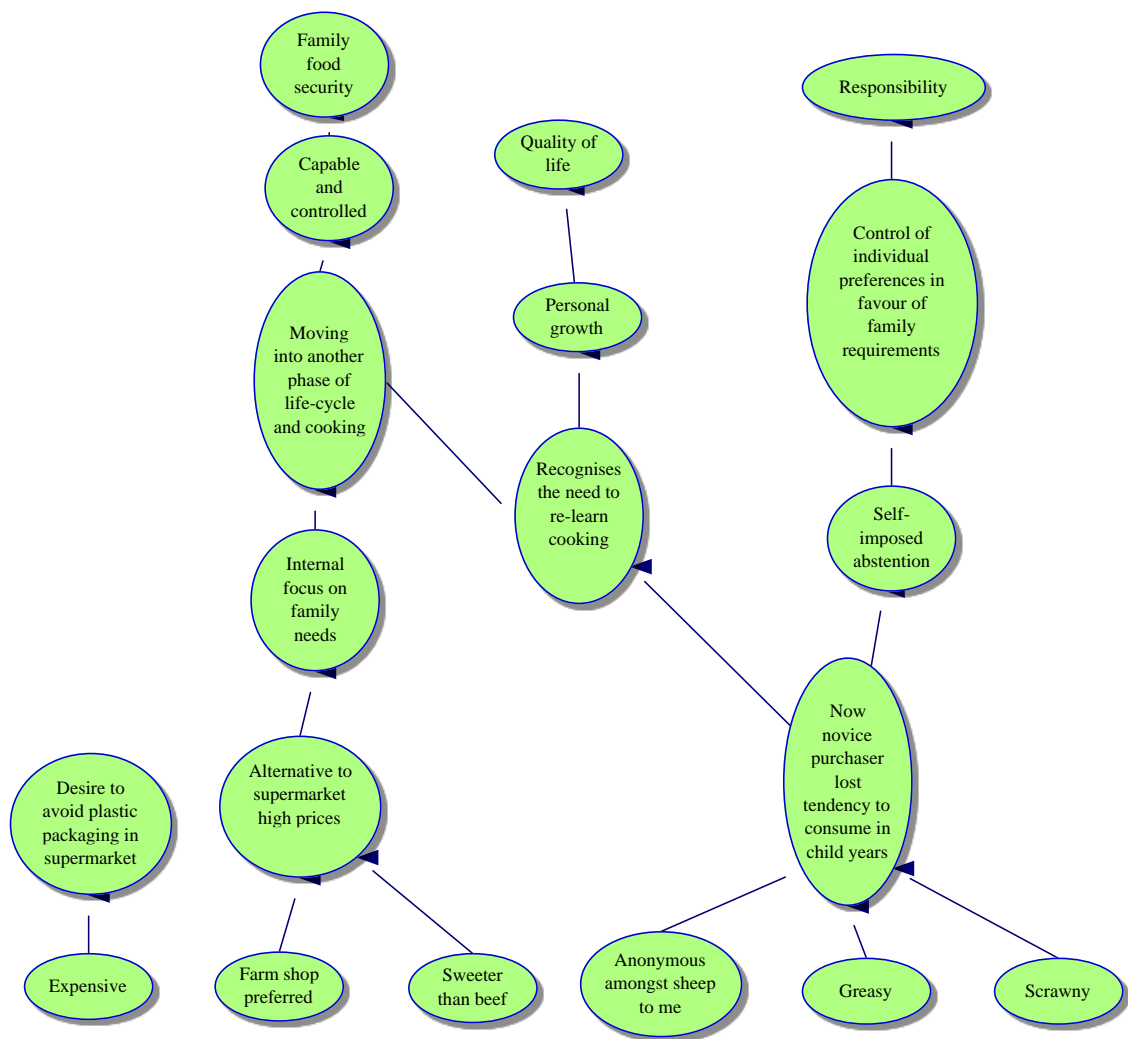 Family
food
security
Responsibility
Quality of
life
Capable
and
controlled
Control of
individual
preferences in
favour of
family
requirements
Personal
growth
Moving
into another
phase of
life-cycle
and cooking
Recognises
the need to
re-learn
cooking
Self-
imposed
abstention
Internal
focus on
family
needs
Desire to
avoid plastic
packaging in
supermarket
Alternative to
supermarket
high prices
Now
novice
purchaser
lost
tendency to
consume in
child years
Expensive
Farm shop
preferred
Sweeter
than beef
Anonymous
amongst sheep
to me
Greasy
Scrawny